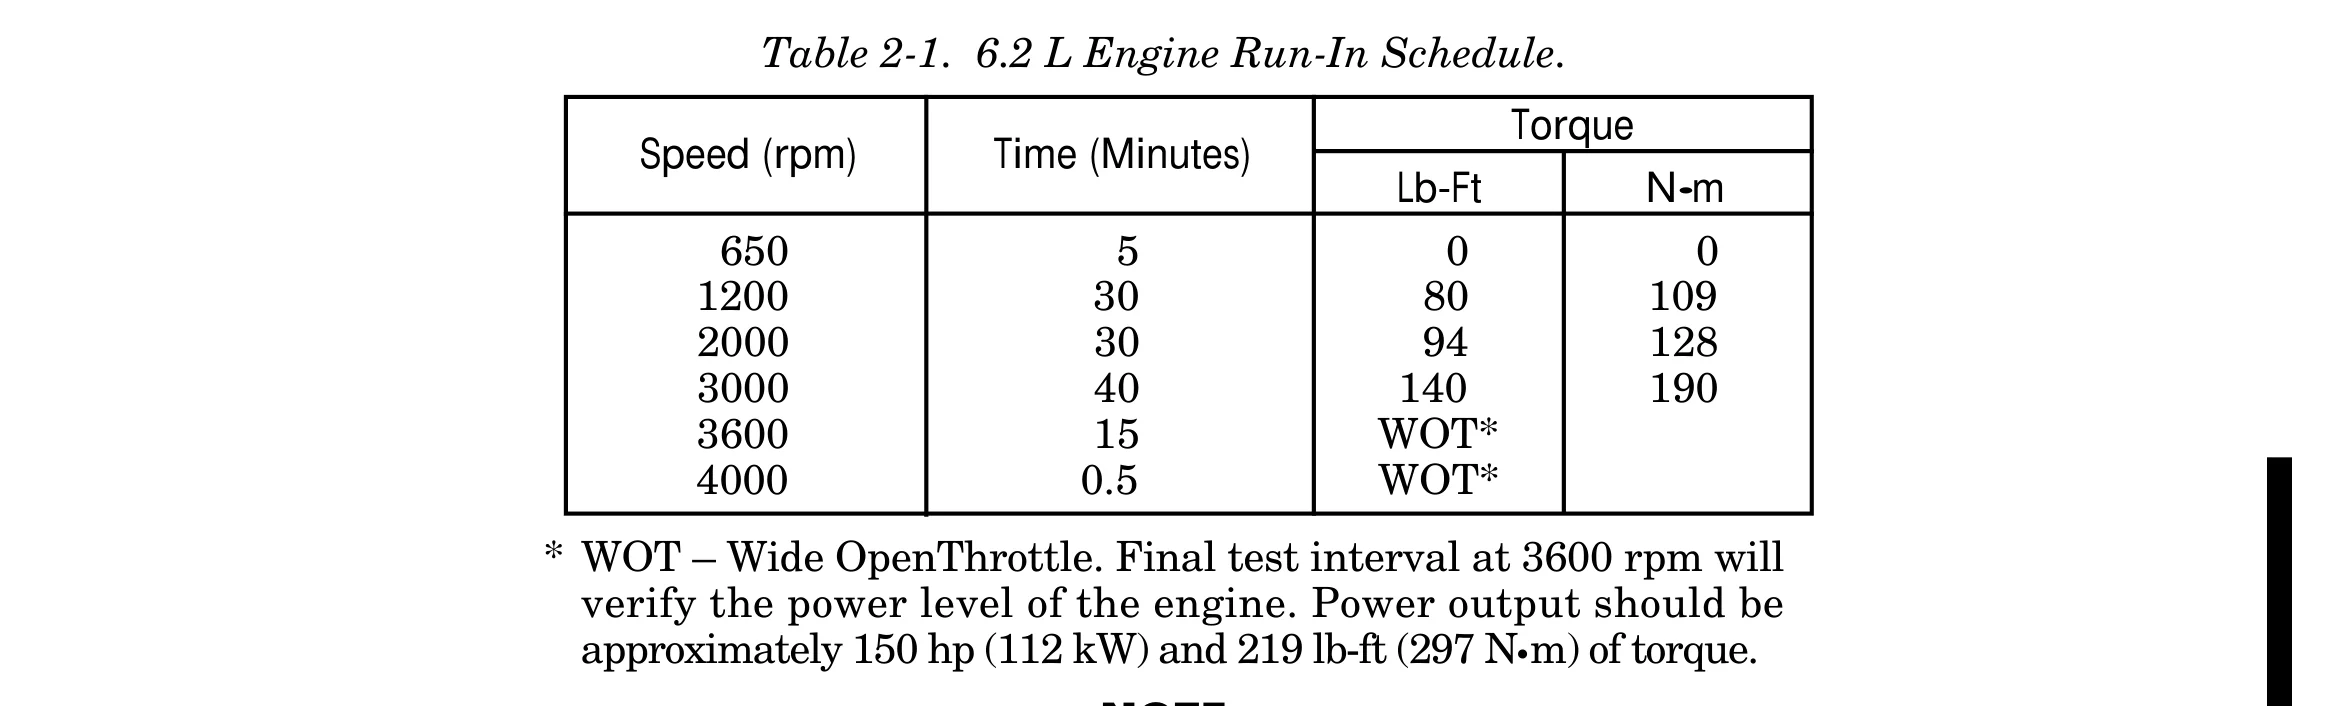 Table 2-1. 6.2 L Engine Run-In Schedule.
Speed (rpm) Time (Minutes) Torque
Lb-Ft N•m
650 5 0 0
1200 30 80 109
2000 30 94 128
3000 40 140 190
3600 15 WOT*
4000 0.5 WOT*
* WOT – Wide OpenThrottle. Final test interval at 3600 rpm will
verify the power level of the engine. Power output should be
approximately 150 hp (112 kW) and 219 lb-ft (297 N•m) of torque.